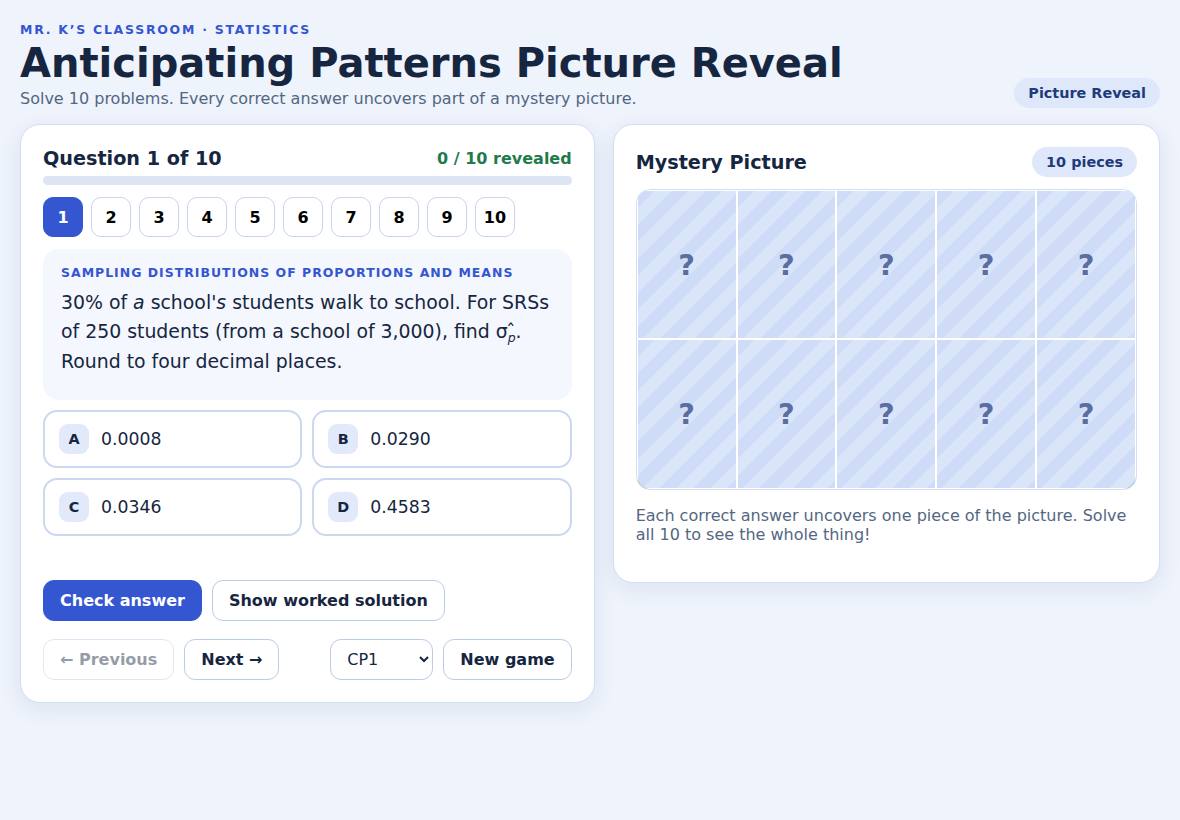 MR. K’S CLASSROOM · STATISTICS
Anticipating Patterns Picture Reveal
Solve 10 problems. Every correct answer uncovers part of a mystery picture.
Picture Reveal
Question 1 of 10
0 / 10 revealed
1 2 3 4 5 6 7 8 9 10
SAMPLING DISTRIBUTIONS OF PROPORTIONS AND MEANS
30% of a school's students walk to school. For SRSs
of 250 students (from a school of 3,000), find σp̂.
Round to four decimal places.
A 0.0008
B 0.0290
C 0.0346
D 0.4583
Check answer
Show worked solution
← Previous
Next →
CP1
New game
Mystery Picture
10 pieces
? ? ? ? ?
? ? ? ? ?
Each correct answer uncovers one piece of the picture. Solve
all 10 to see the whole thing!